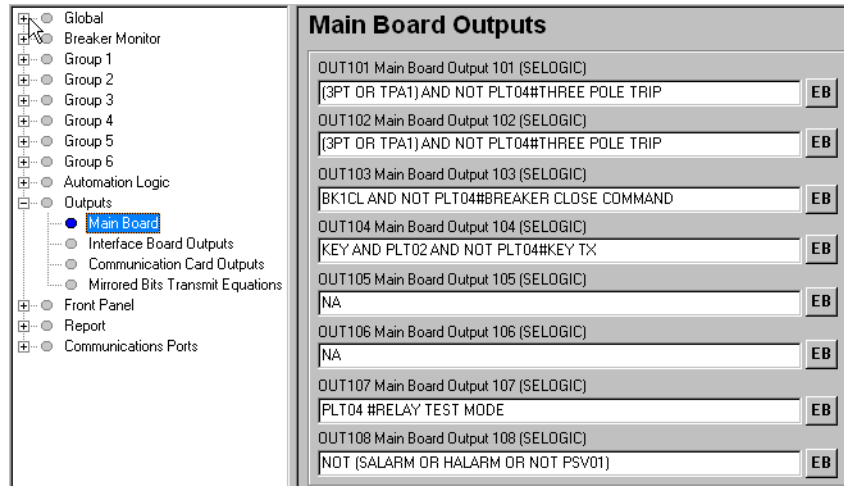 Global
Breaker Monitor
Group 1
Group 2
Group 3
Group 4
Group 5
Group 6
Automation Logic
Outputs
Main Board
Interface Board Outputs
Communication Card Outputs
Mirrored Bits Transmit Equations
Front Panel
Report
Communications Ports
Main Board Outputs
OUT101 Main Board Output 101 (SELOGIC)
(3PT OR TPA1) AND NOT PLT04#THREE POLE TRIP EB
OUT102 Main Board Output 102 (SELOGIC)
(3PT OR TPA1) AND NOT PLT04#THREE POLE TRIP EB
OUT103 Main Board Output 103 (SELOGIC)
BK1CL AND NOT PLT04#BREAKER CLOSE COMMAND EB
OUT104 Main Board Output 104 (SELOGIC)
KEY AND PLT02 AND NOT PLT04#KEY TX EB
OUT105 Main Board Output 105 (SELOGIC)
NA EB
OUT106 Main Board Output 106 (SELOGIC)
NA EB
OUT107 Main Board Output 107 (SELOGIC)
PLT04 #RELAY TEST MODE EB
OUT108 Main Board Output 108 (SELOGIC)
NOT (SALARM OR HALARM OR NOT PSV01) EB